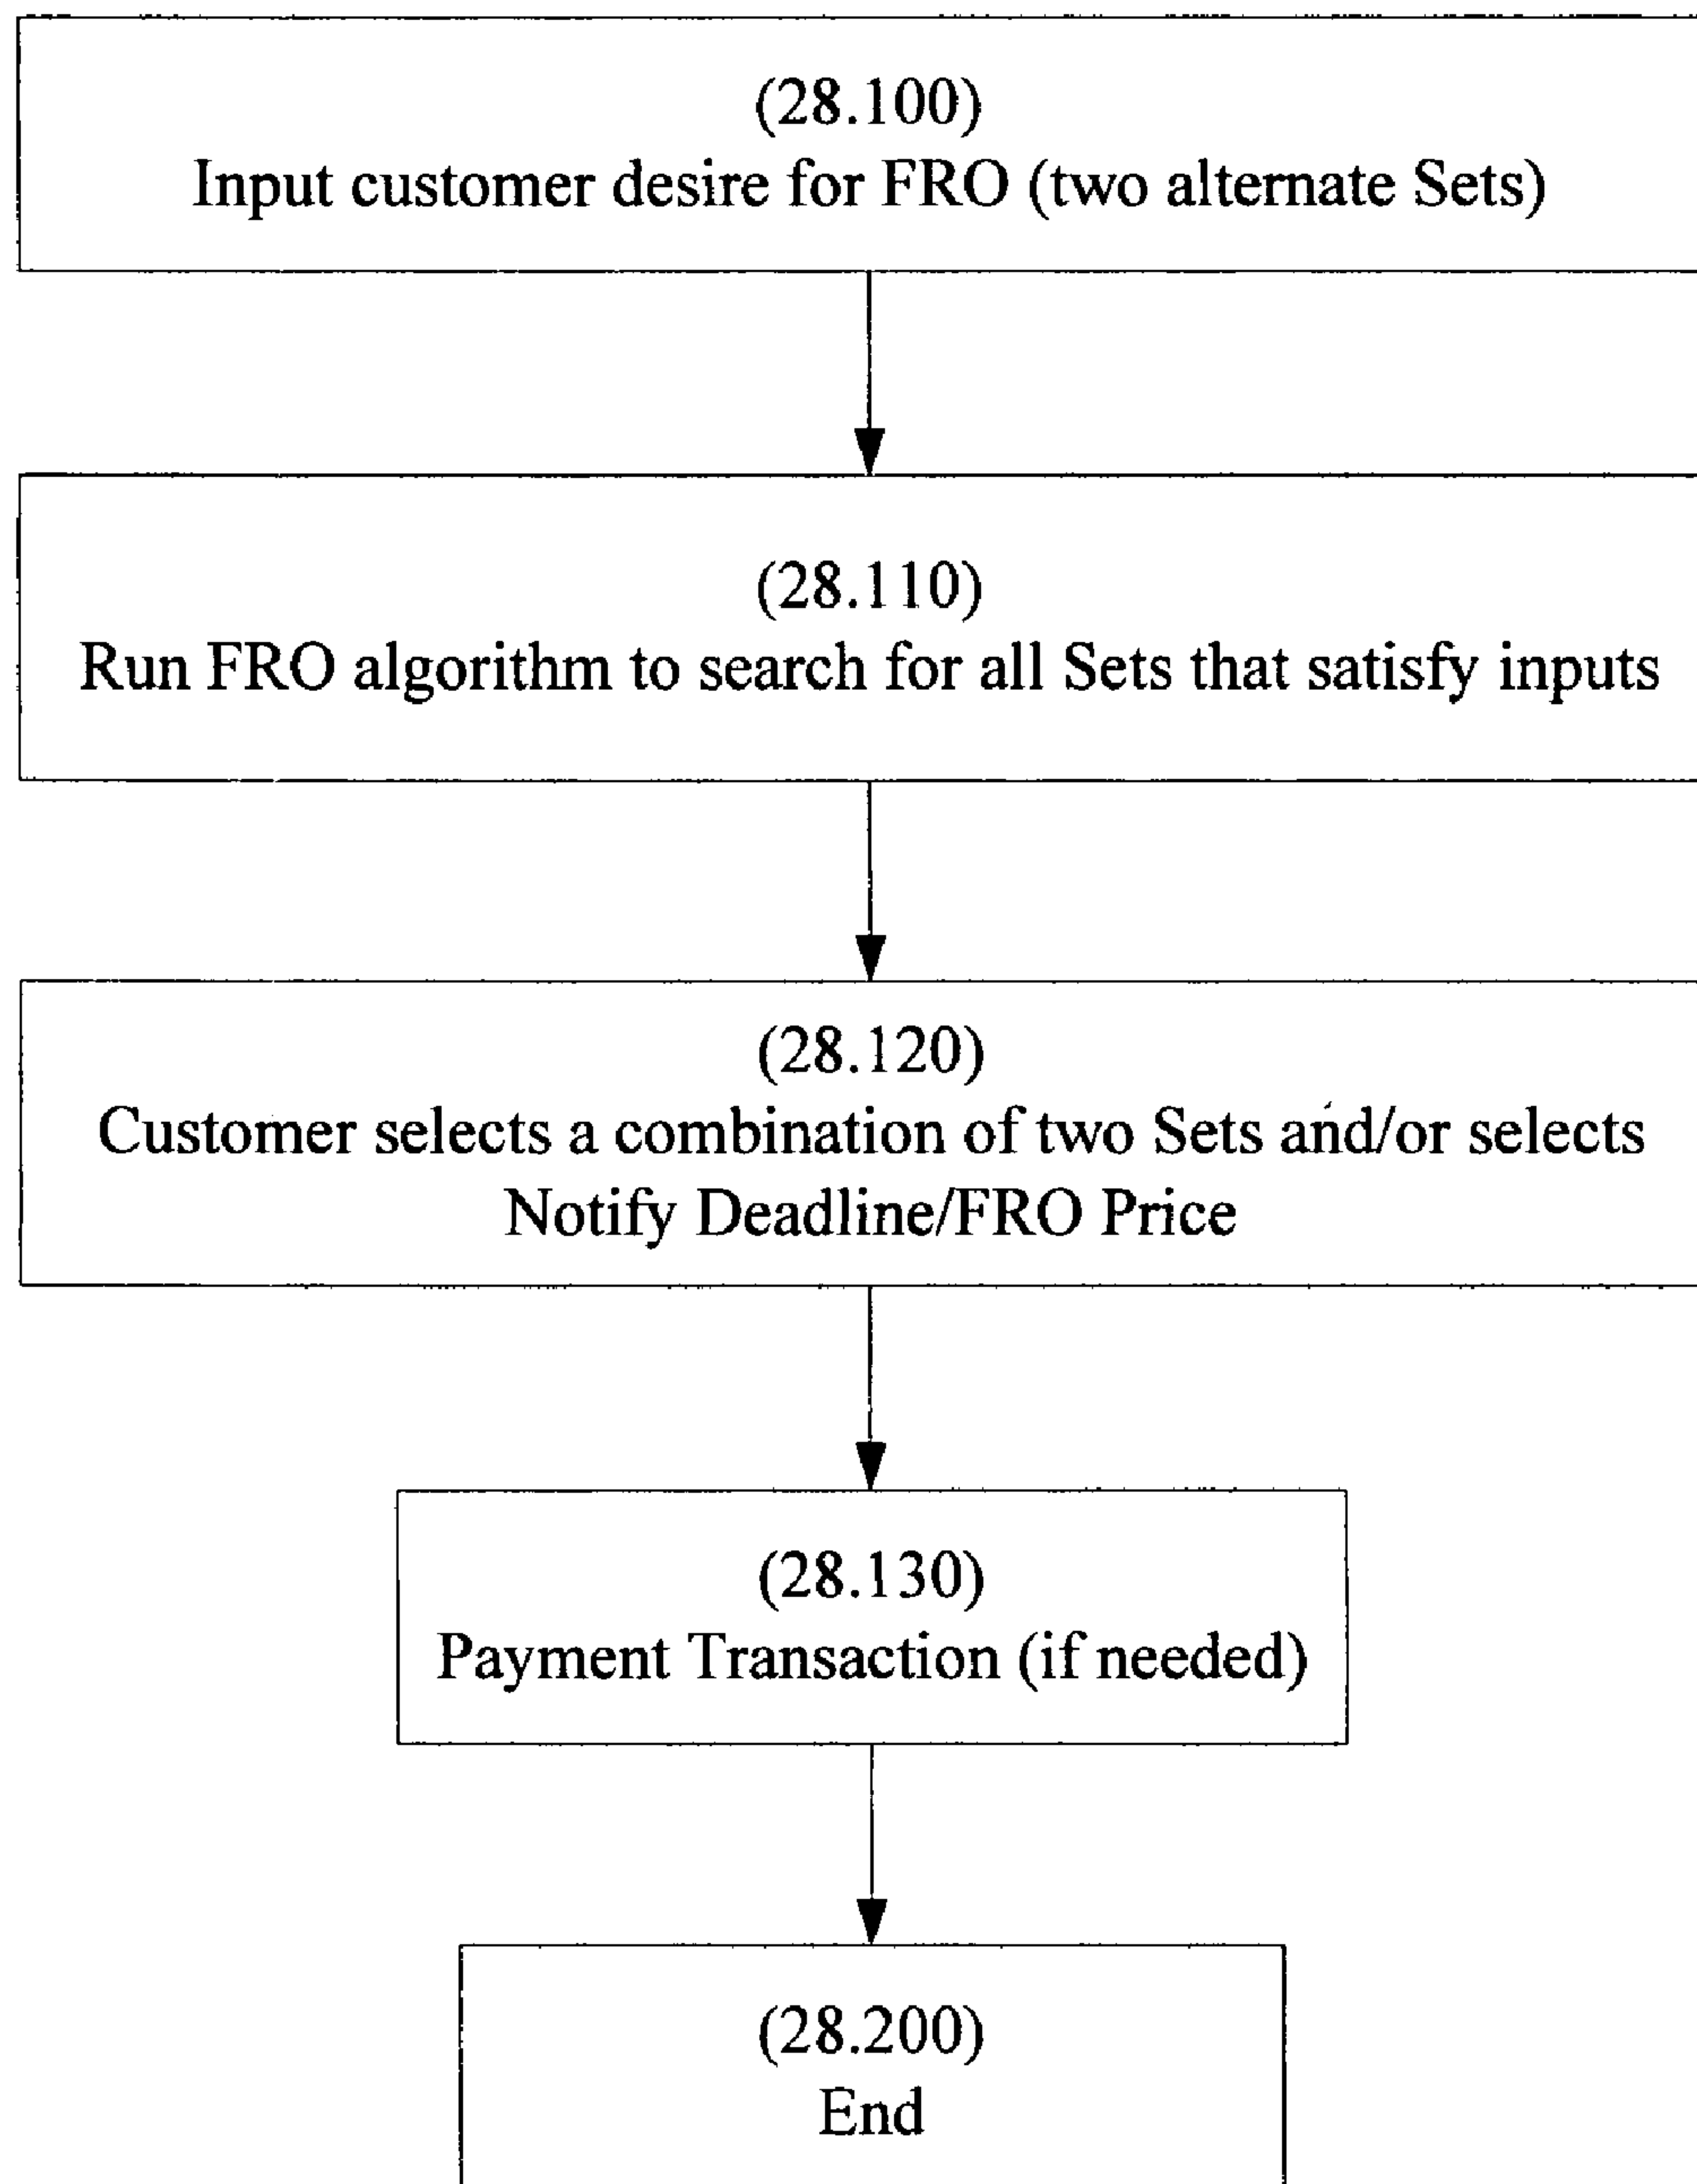 (28.100)
Input customer desire for FRO (two alternate Sets)
(28.110)
Run FRO algorithm to search for all Sets that satisfy inputs
(28.120)
Customer selects a combination of two Sets and/or selects
Notify Deadline/FRO Price
(28.130)
Payment Transaction (if needed)
(28.200)
End